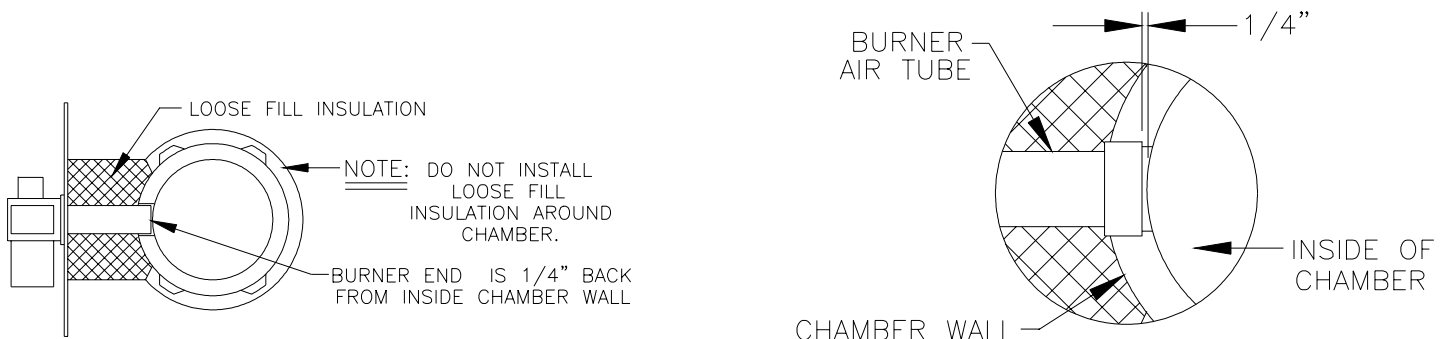 LOOSE FILL INSULATION
NOTE: DO NOT INSTALL
LOOSE FILL
INSULATION AROUND
CHAMBER.
BURNER END IS 1/4” BACK
FROM INSIDE CHAMBER WALL
1/4”
BURNER
AIR TUBE
INSIDE OF
CHAMBER
CHAMBER WALL